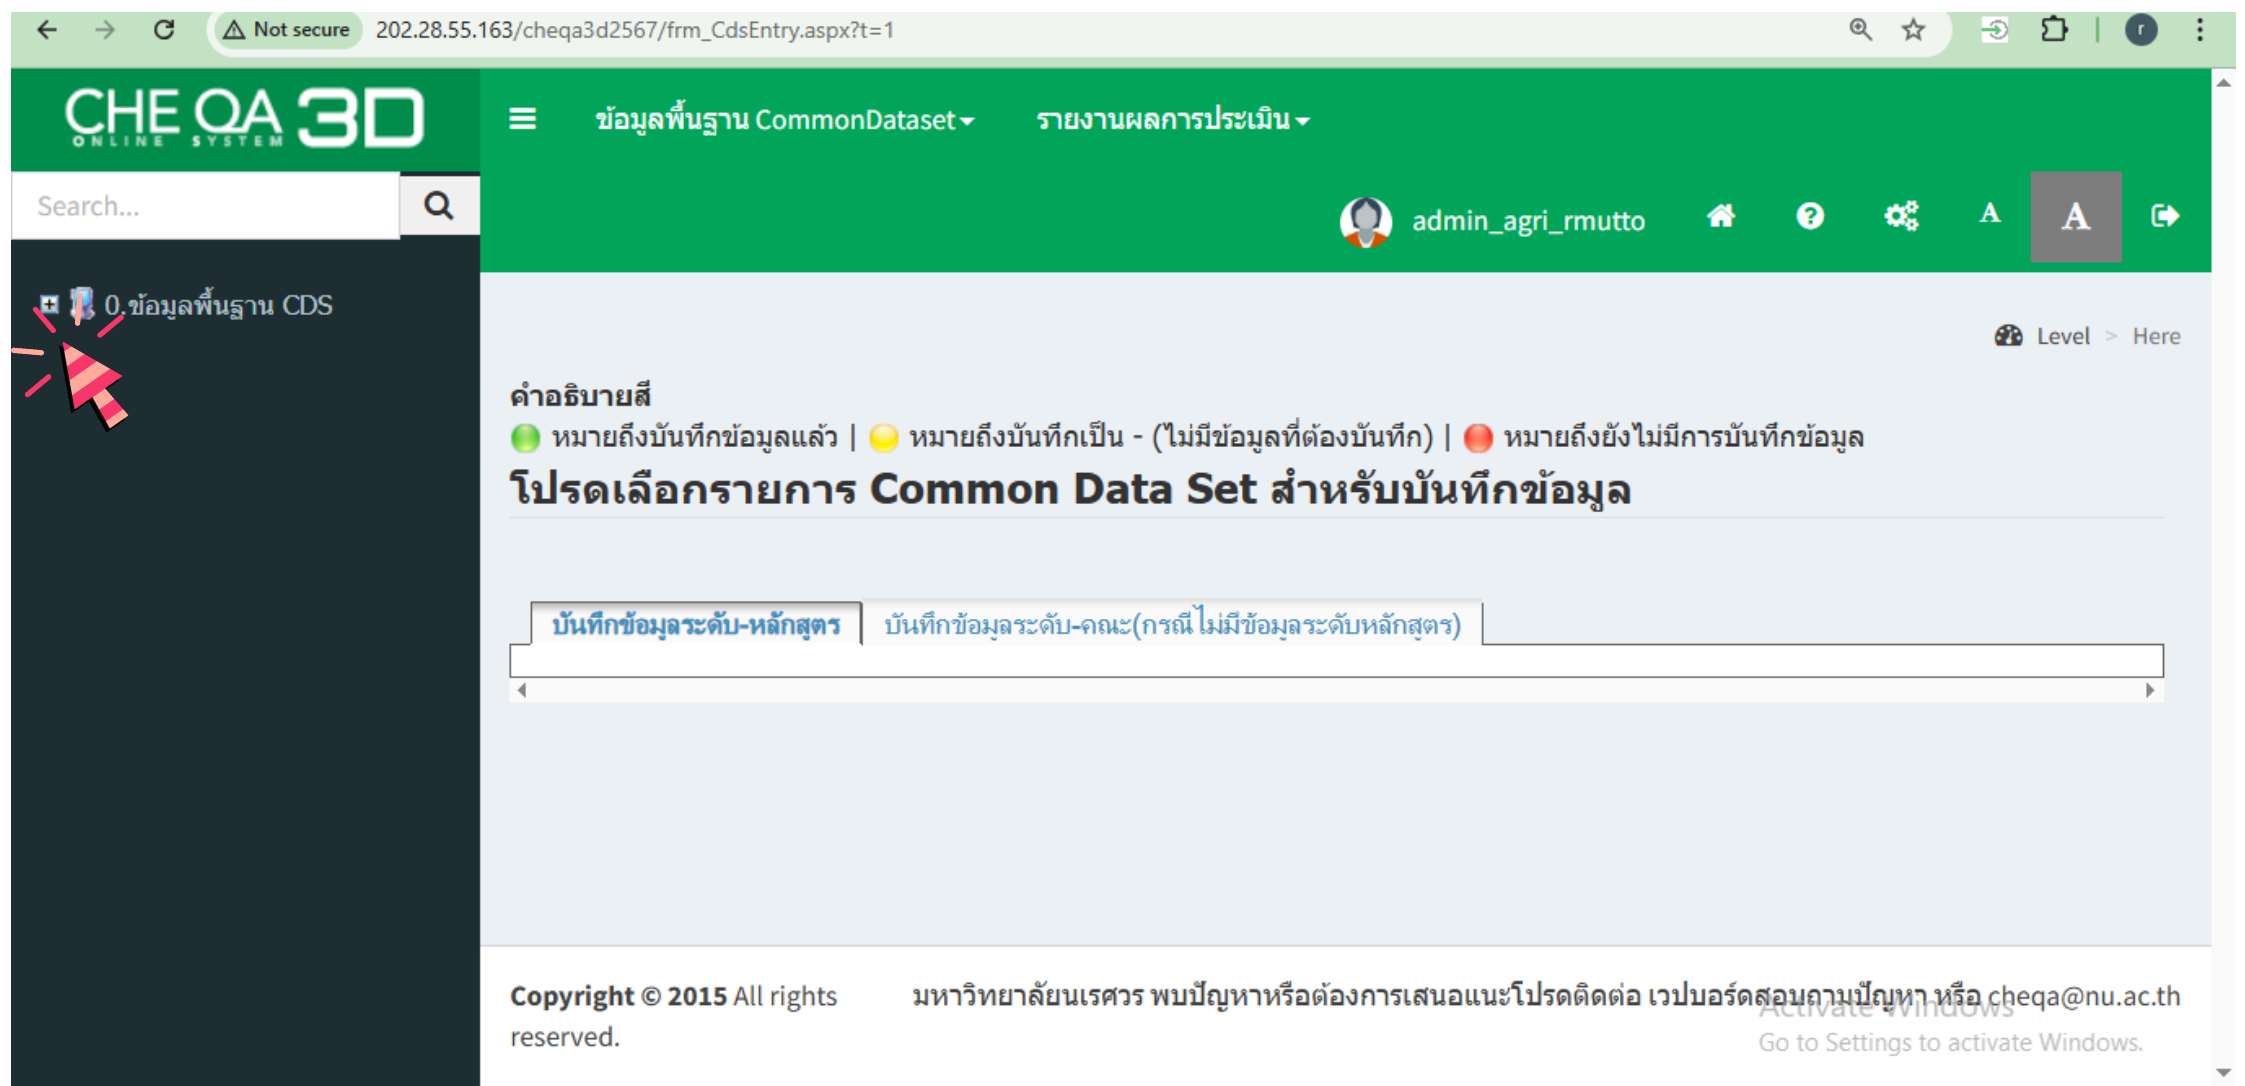 Not secure 202.28.55.163/cheqa3d2567/frm_CdsEntry.aspx?t=1
r
CHE QA 3D
ONLINE SYSTEM
ข้อมูลพื้นฐาน CommonDataset
รายงานผลการประเมิน
Search...
admin_agri_rmutto
A
A
0.ข้อมูลพื้นฐาน CDS
Level > Here
คำอธิบายสี
หมายถึงบันทึกข้อมูลแล้ว | หมายถึงบันทึกเป็น - (ไม่มีข้อมูลที่ต้องบันทึก) | หมายถึงยังไม่มีการบันทึกข้อมูล
โปรดเลือกรายการ Common Data Set สำหรับบันทึกข้อมูล
บันทึกข้อมูลระดับ-หลักสูตร
บันทึกข้อมูลระดับ-คณะ(กรณีไม่มีข้อมูลระดับหลักสูตร)
Copyright © 2015 All rights reserved.
มหาวิทยาลัยนเรศวร พบปัญหาหรือต้องการเสนอแนะโปรดติดต่อ เวปบอร์ดสอบถามปัญหา หรือ cheqa@nu.ac.th
Activate Windows
Go to Settings to activate Windows.